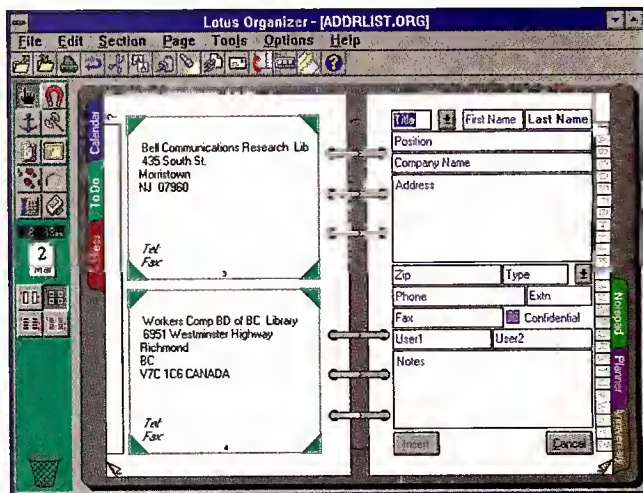 Lotus Organizer - [ADDRLIST.ORG]
File Edit Section Page Tools Options Help
Calendar
To Do
Address
2
Mar
Bell Communications Research Lib
435 South St.
Morristown
NJ 07960
Tel:
Fax:
3
Workers Comp BD of BC Library
6951 Westminster Highway
Richmond
BC
V7C 1C6 CANADA
Tel:
Fax:
4
Title First Name Last Name
Position
Company Name
Address
Zip Type
Phone Extn
Fax Confidential
User1 User2
Notes
Insert Cancel
Notepad
Planner
Anniversary